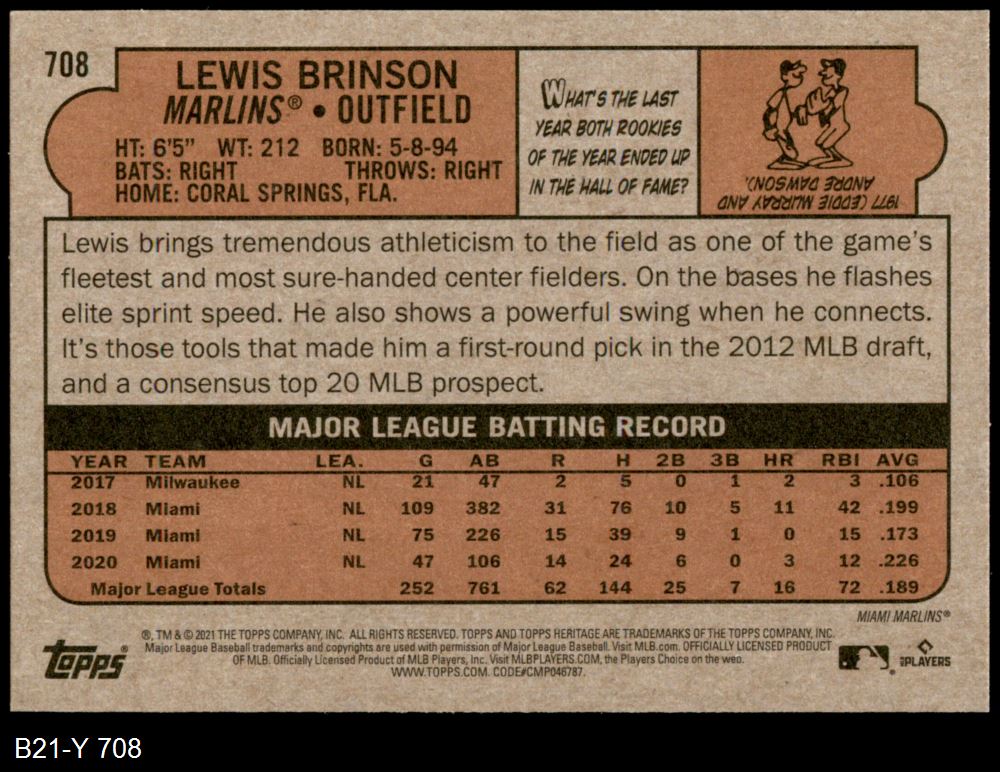 708
LEWIS BRINSON
MARLINS® • OUTFIELD
HT: 6'5" WT: 212 BORN: 5-8-94
BATS: RIGHT THROWS: RIGHT
HOME: CORAL SPRINGS, FLA.
WHAT'S THE LAST
YEAR BOTH ROOKIES
OF THE YEAR ENDED UP
IN THE HALL OF FAME?
1977 (EDDIE MURRAY AND
ANDRE DAWSON).
Lewis brings tremendous athleticism to the field as one of the game's
fleetest and most sure-handed center fielders. On the bases he flashes
elite sprint speed. He also shows a powerful swing when he connects.
It's those tools that made him a first-round pick in the 2012 MLB draft,
and a consensus top 20 MLB prospect.
MAJOR LEAGUE BATTING RECORD
YEAR TEAM LEA. G AB R H 2B 3B HR RBI AVG
2017 Milwaukee NL 21 47 2 5 0 1 2 3 .106
2018 Miami NL 109 382 31 76 10 5 11 42 .199
2019 Miami NL 75 226 15 39 9 1 0 15 .173
2020 Miami NL 47 106 14 24 6 0 3 12 .226
Major League Totals 252 761 62 144 25 7 16 72 .189
MIAMI MARLINS®
®, TM & © 2021 THE TOPPS COMPANY, INC. ALL RIGHTS RESERVED. TOPPS AND TOPPS HERITAGE ARE TRADEMARKS OF THE TOPPS COMPANY, INC.
Major League Baseball trademarks and copyrights are used with permission of Major League Baseball. Visit MLB.com. OFFICIALLY LICENSED PRODUCT
OF MLB. Officially Licensed Product of MLB Players, Inc. Visit MLBPLAYERS.COM, the Players Choice on the web.
WWW.TOPPS.COM. CODE#CMP046787.
topps®
MLB PLAYERS
B21-Y 708